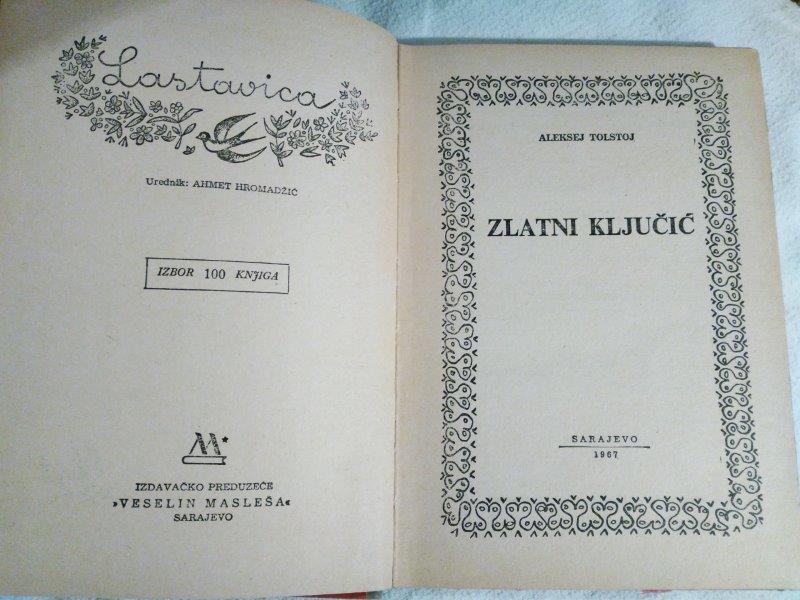 Lastavica
Urednik: AHMET HROMADŽIĆ
IZBOR 100 KNJIGA
IZDAVAČKO PREDUZEĆE
»VESELIN MASLEŠA«
SARAJEVO
ALEKSEJ TOLSTOJ
ZLATNI KLJUČIĆ
SARAJEVO
1967